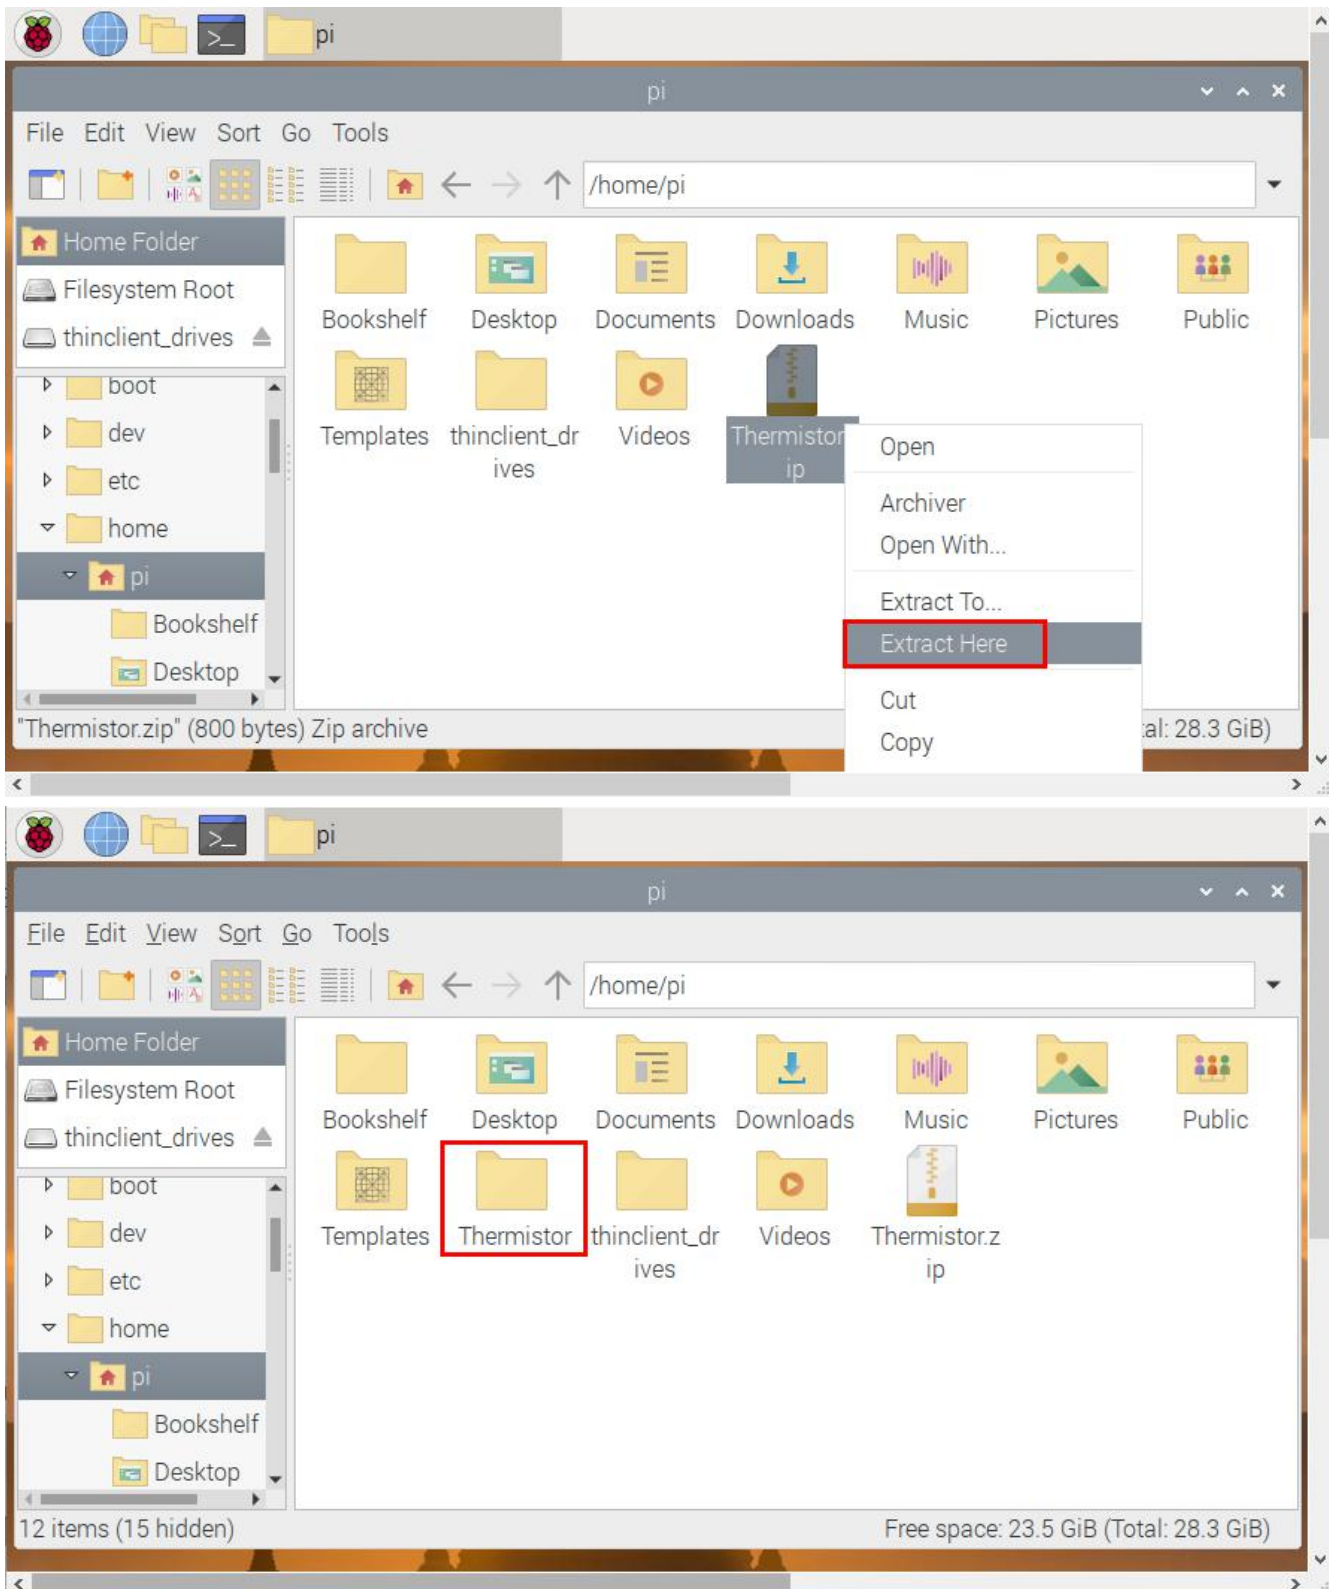 pi
pi
File Edit View Sort Go Tools
/home/pi
Home Folder
Filesystem Root
thinclient_drives
boot
dev
etc
home
pi
Bookshelf
Desktop
Bookshelf Desktop Documents Downloads Music Pictures Public
Templates thinclient_dr Videos Thermistor
ives ip
Open
Archiver
Open With...
Extract To...
Extract Here
Cut
Copy
"Thermistor.zip" (800 bytes) Zip archive
al: 28.3 GiB)
pi
pi
File Edit View Sort Go Tools
/home/pi
Home Folder
Filesystem Root
thinclient_drives
boot
dev
etc
home
pi
Bookshelf
Desktop
Bookshelf Desktop Documents Downloads Music Pictures Public
Templates Thermistor thinclient_dr Videos Thermistor.z
ives ip
12 items (15 hidden)
Free space: 23.5 GiB (Total: 28.3 GiB)